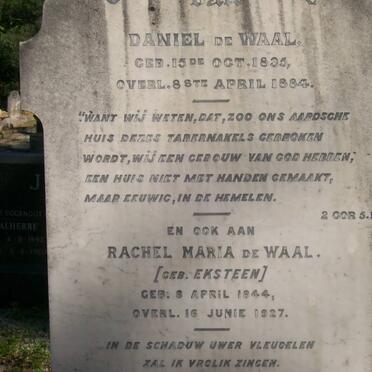 DANIEL DE WAAL.
GEB. 15DE OCT. 1835,
OVERL. 8STE APRIL 1884.
"WANT WIJ WETEN, DAT, ZOO ONS AARDSCHE
HUIS DEZES TABERNAKELS GEBROKEN
WORDT, WIJ EEN GEBOUW VAN GOD HEBBEN,
EEN HUIS NIET MET HANDEN GEMAAKT,
MAAR EEUWIG, IN DE HEMELEN.
2 COR 5.1
EN OOK AAN
RACHEL MARIA DE WAAL.
[GEB. EKSTEEN]
GEB: 8 APRIL 1844,
OVERL. 16 JUNIE 1927.
IN DE SCHADUW UWER VLEUGELEN
ZAL IK VROLIK ZINGEN.